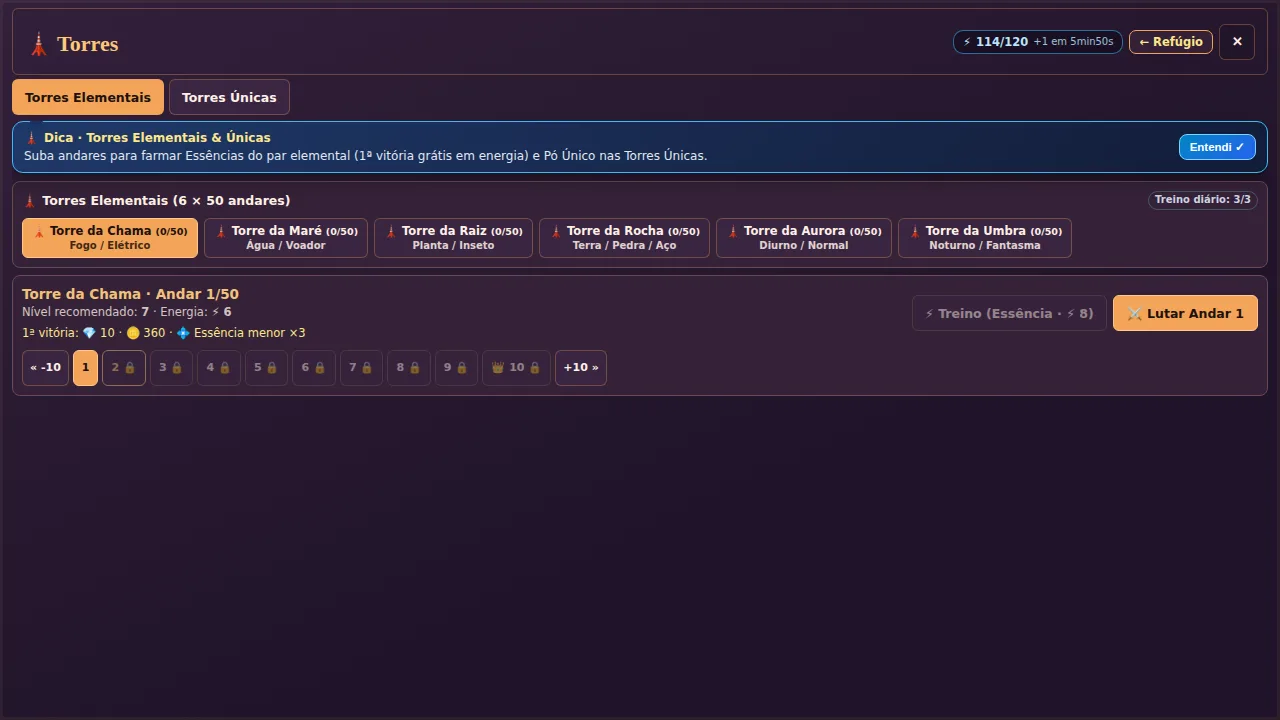 🗼 Torres
⚡ 114/120 +1 em 5min50s
← Refúgio
✕
Torres Elementais
Torres Únicas
🗼 Dica · Torres Elementais & Únicas
Suba andares para farmar Essências do par elemental (1ª vitória grátis em energia) e Pó Único nas Torres Únicas.
Entendi ✓
🗼 Torres Elementais (6 × 50 andares)
Treino diário: 3/3
🗼 Torre da Chama (0/50)
Fogo / Elétrico
🗼 Torre da Maré (0/50)
Água / Voador
🗼 Torre da Raiz (0/50)
Planta / Inseto
🗼 Torre da Rocha (0/50)
Terra / Pedra / Aço
🗼 Torre da Aurora (0/50)
Diurno / Normal
🗼 Torre da Umbra (0/50)
Noturno / Fantasma
Torre da Chama · Andar 1/50
Nível recomendado: 7 · Energia: ⚡ 6
1ª vitória: 💎 10 · 🪙 360 · 💠 Essência menor ×3
⚡ Treino (Essência · ⚡ 8)
⚔️ Lutar Andar 1
« -10
1
2 🔒
3 🔒
4 🔒
5 🔒
6 🔒
7 🔒
8 🔒
9 🔒
👑 10 🔒
+10 »